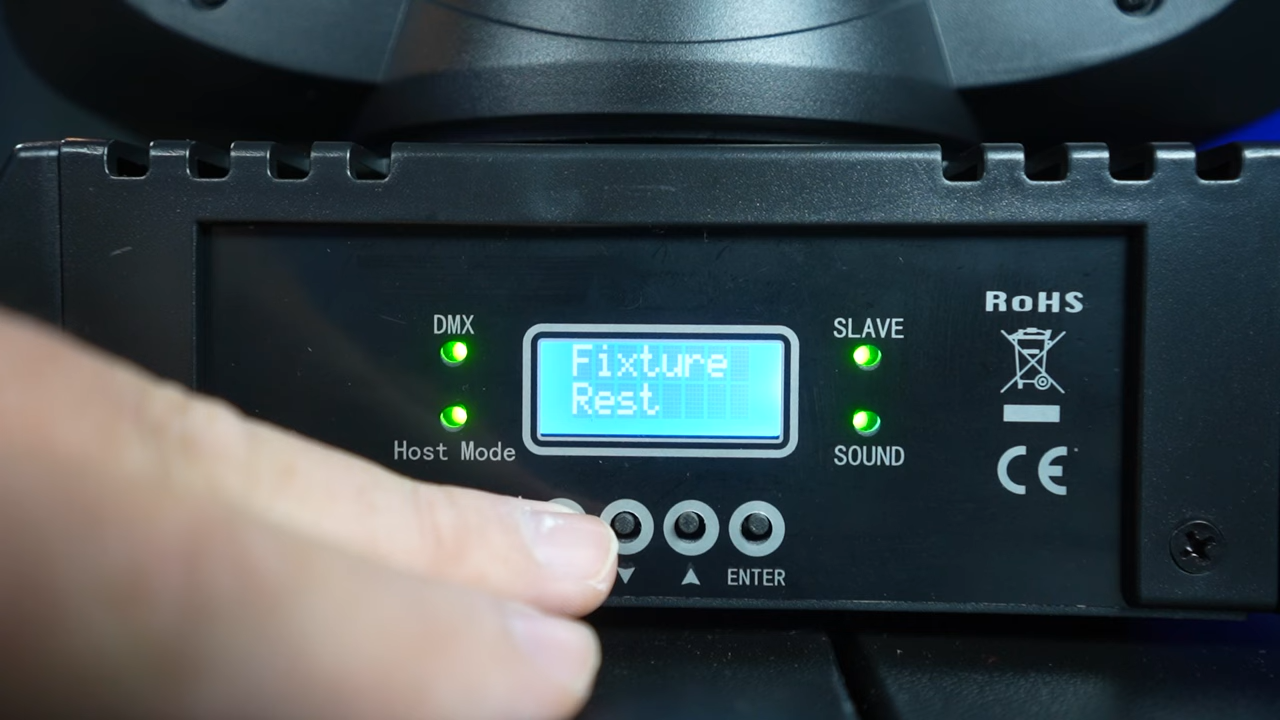 RoHS
DMX
SLAVE
Fixture
Rest
Host Mode
SOUND
CE
▼
▲
ENTER